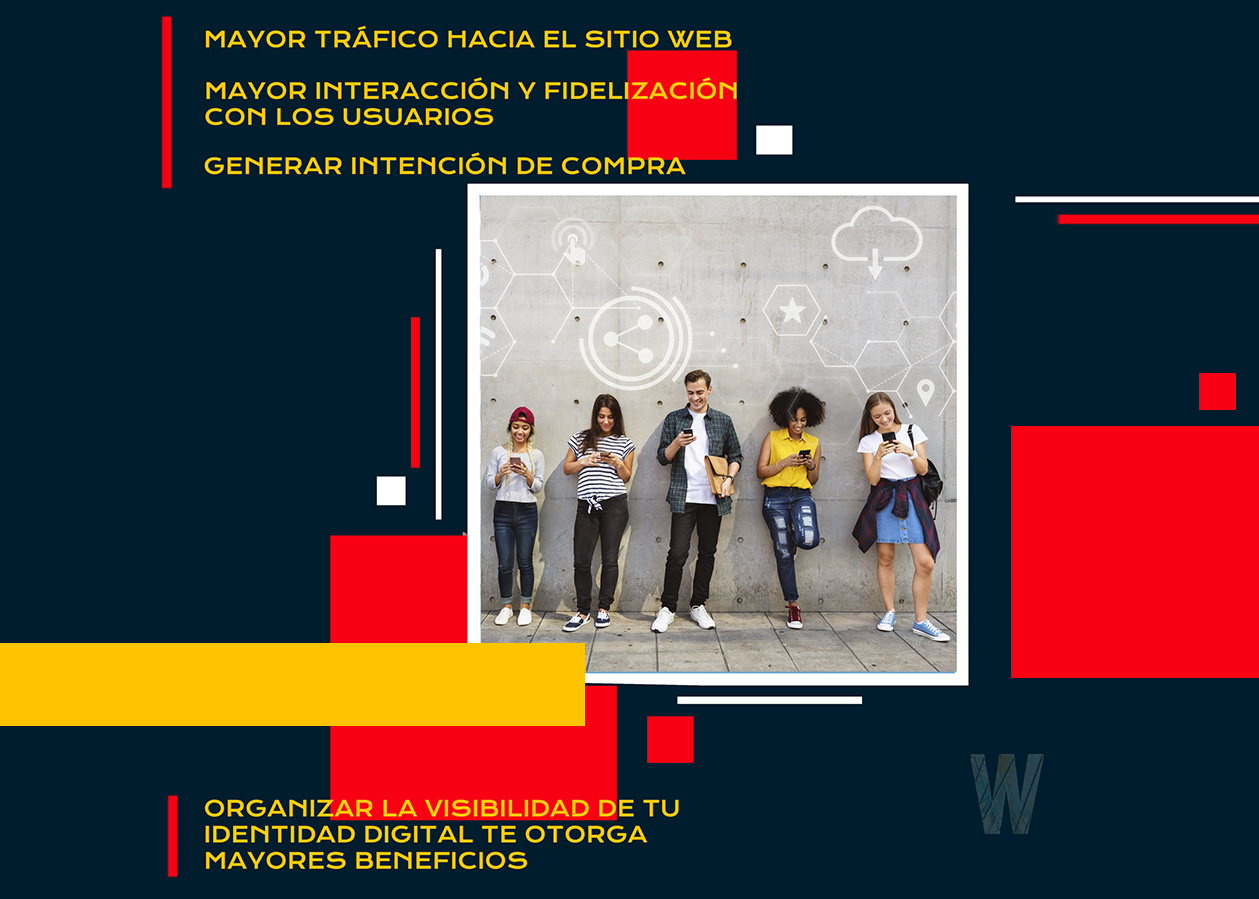 MAYOR TRÁFICO HACIA EL SITIO WEB
MAYOR INTERACCIÓN Y FIDELIZACIÓN
CON LOS USUARIOS
GENERAR INTENCIÓN DE COMPRA
ORGANIZAR LA VISIBILIDAD DE TU
IDENTIDAD DIGITAL TE OTORGA
MAYORES BENEFICIOS
W